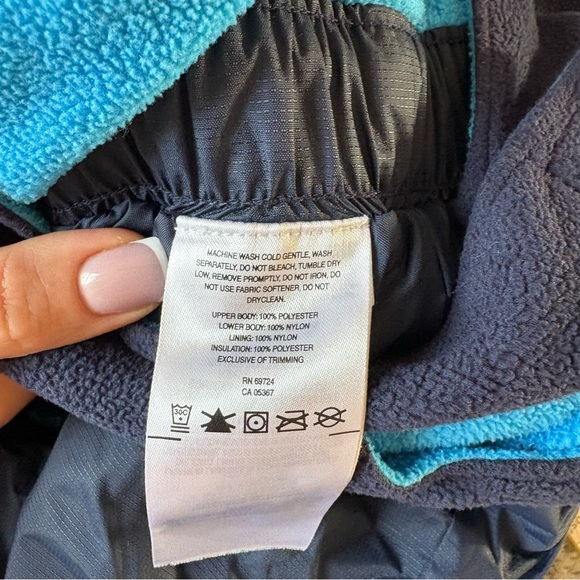 MACHINE WASH COLD GENTLE, WASH
SEPARATELY, DO NOT BLEACH, TUMBLE DRY
LOW, REMOVE PROMPTLY, DO NOT IRON, DO
NOT USE FABRIC SOFTENER, DO NOT
DRYCLEAN.
UPPER BODY: 100% POLYESTER
LOWER BODY: 100% NYLON
LINING: 100% NYLON
INSULATION: 100% POLYESTER
EXCLUSIVE OF TRIMMING.
RN 69724
CA 05367
30C